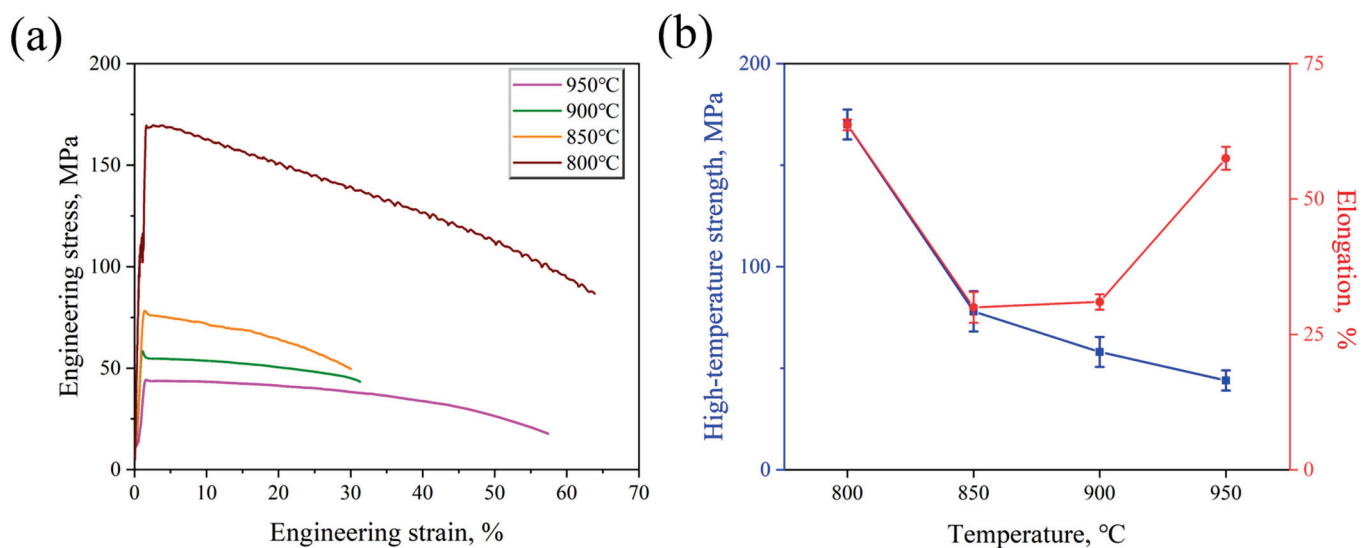 (a)
200
150
100
50
0
0 10 20 30 40 50 60 70
Engineering stress, MPa
Engineering strain, %
950℃
900℃
850℃
800℃
(b)
200
100
0
High-temperature strength, MPa
75
50
25
0
Elongation, %
800 850 900 950
Temperature, ℃